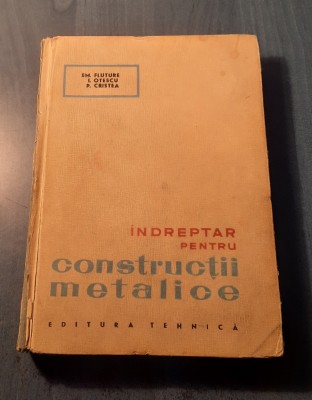 EM. FLUTURE
I. OTESCU
P. CRISTEA
ÎNDREPTAR
PENTRU
construcții
metalice
EDITURA TEHNICĂ